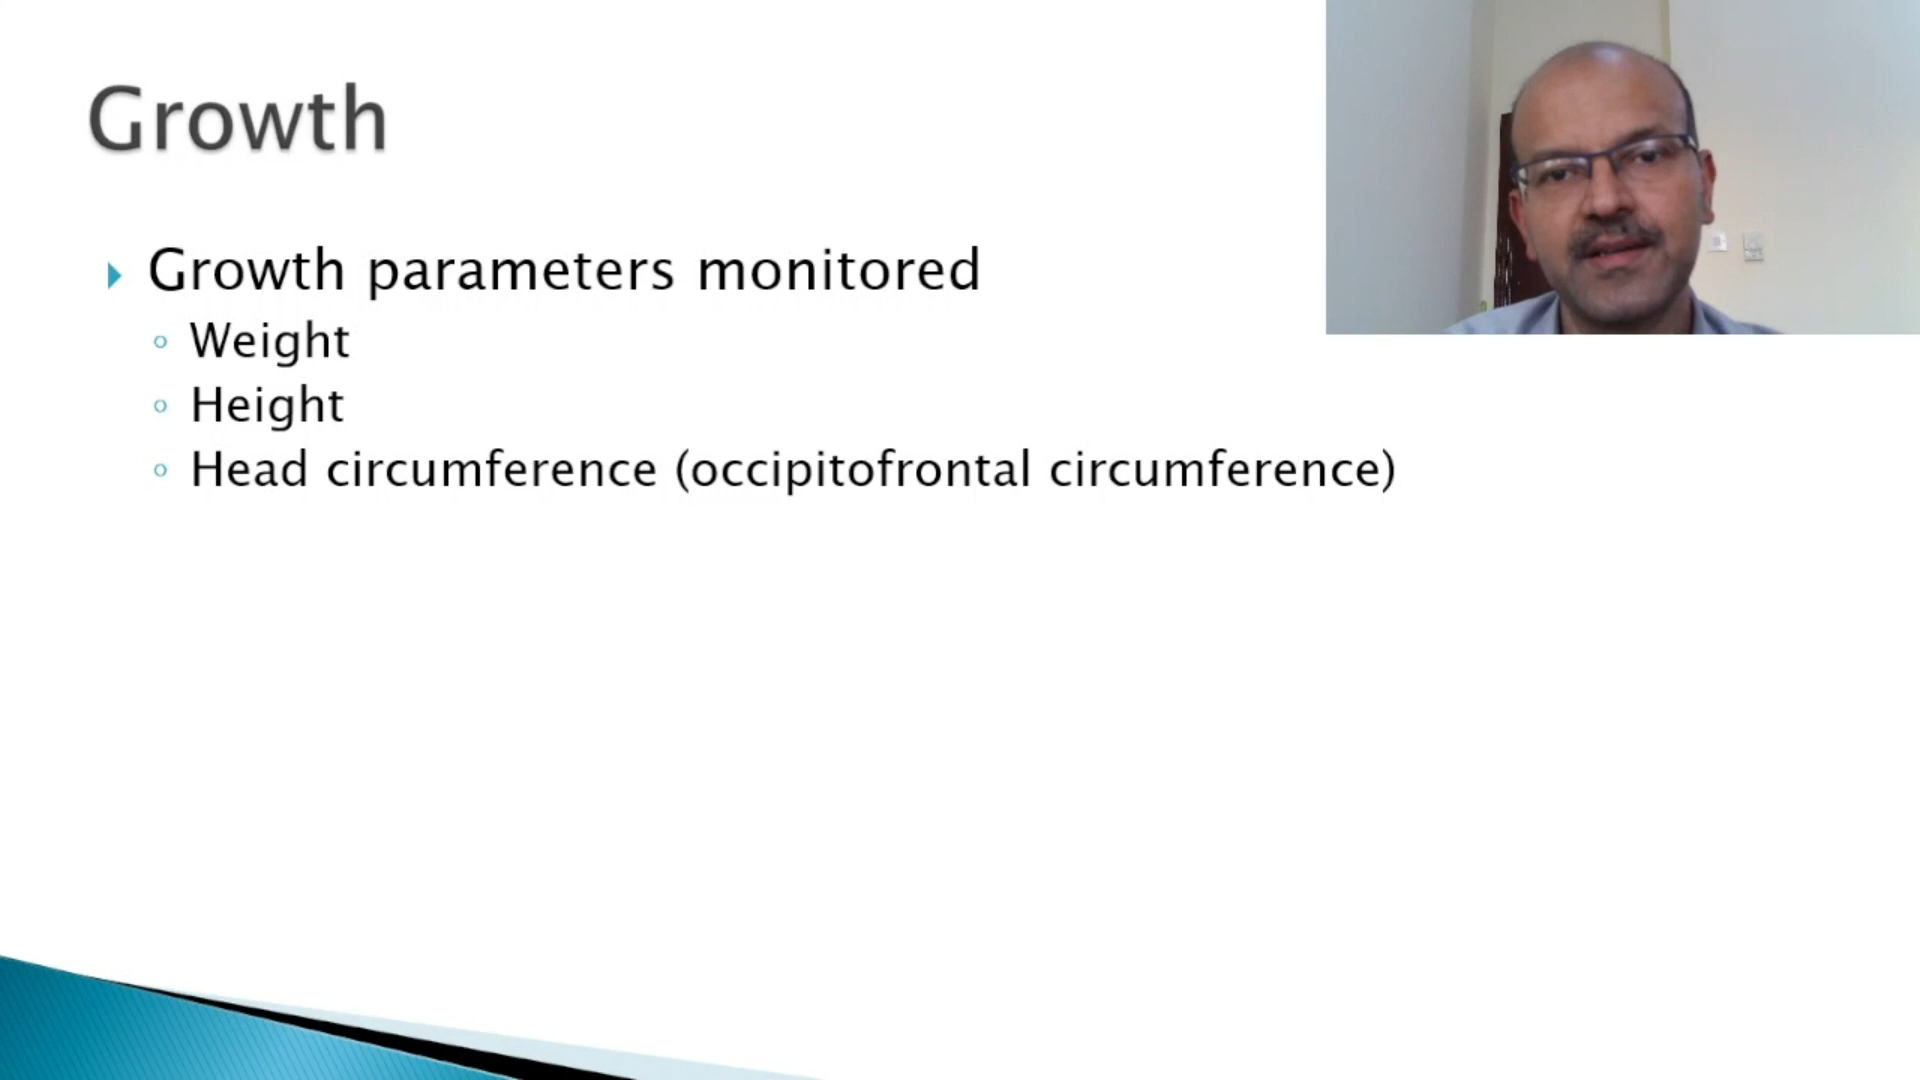 Growth
Growth parameters monitored
Weight
Height
Head circumference (occipitofrontal circumference)